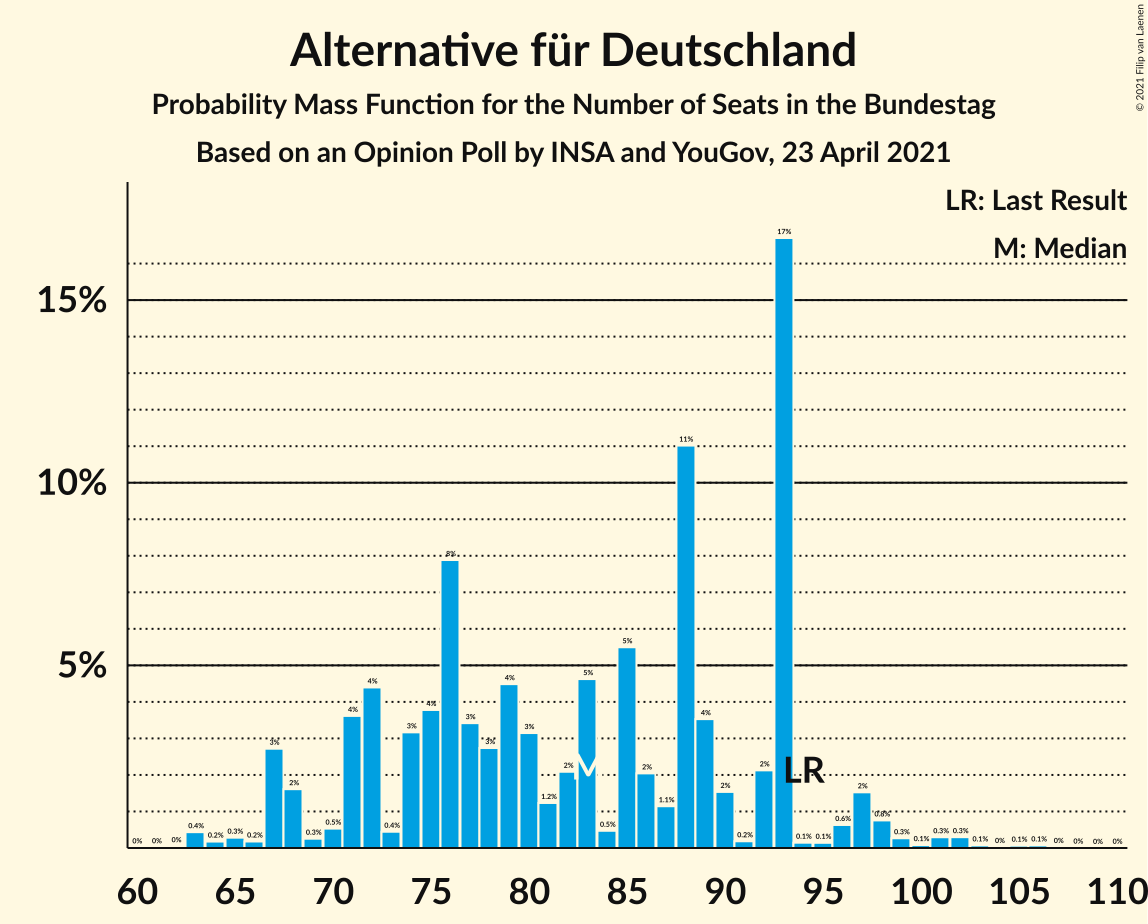 Alternative für Deutschland
Probability Mass Function for the Number of Seats in the Bundestag
Based on an Opinion Poll by INSA and YouGov, 23 April 2021
© 2021 Filip van Laenen
LR: Last Result
M: Median
15%
10%
5%
0% 0% 0% 0.4% 0.2% 0.3% 0.2% 3% 2% 0.3% 0.5% 4% 4% 0.4% 3% 4% 8% 3% 3% 4% 3% 1.2% 2% 5% 0.5% 5% 2% 1.1% 11% 4% 2% 0.2% 2% 17% 0.1% 0.1% 0.6% 2% 0.8% 0.3% 0.1% 0.3% 0.3% 0.1% 0% 0.1% 0.1% 0% 0% 0% 0%
M
LR
60 65 70 75 80 85 90 95 100 105 110